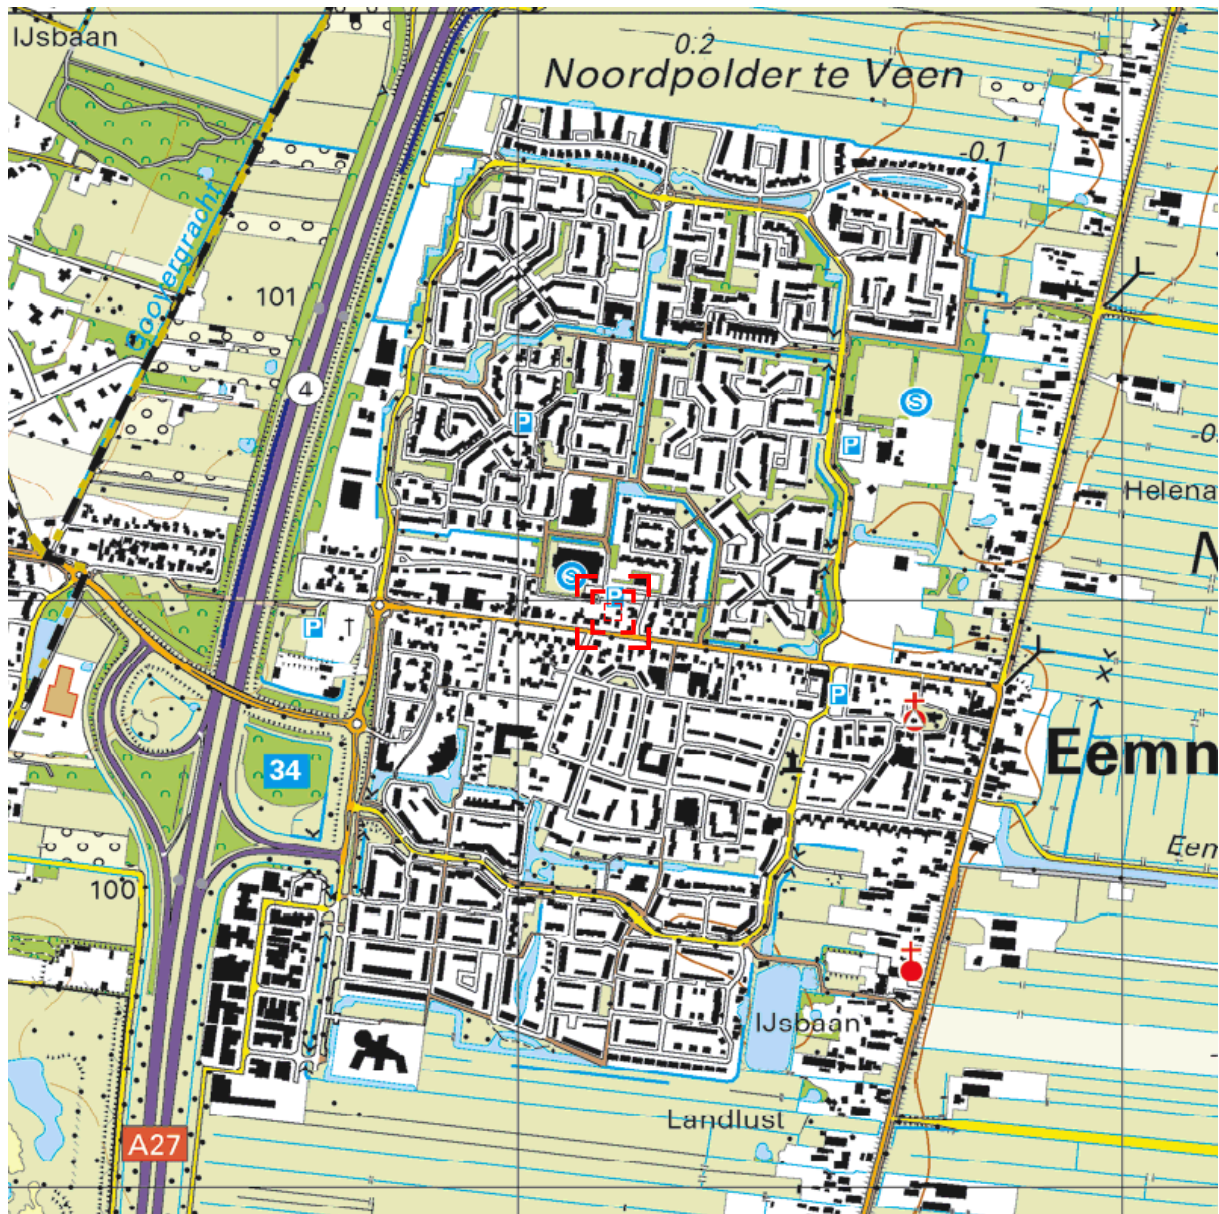 IJsbaan
0.2
Noordpolder te Veen
-0.1
Gooyergracht
101
4
S
P
P
-0
Helena
N
S
P
P
P
34
Eemn
Eem
100
IJsbaan
Landlust
A27